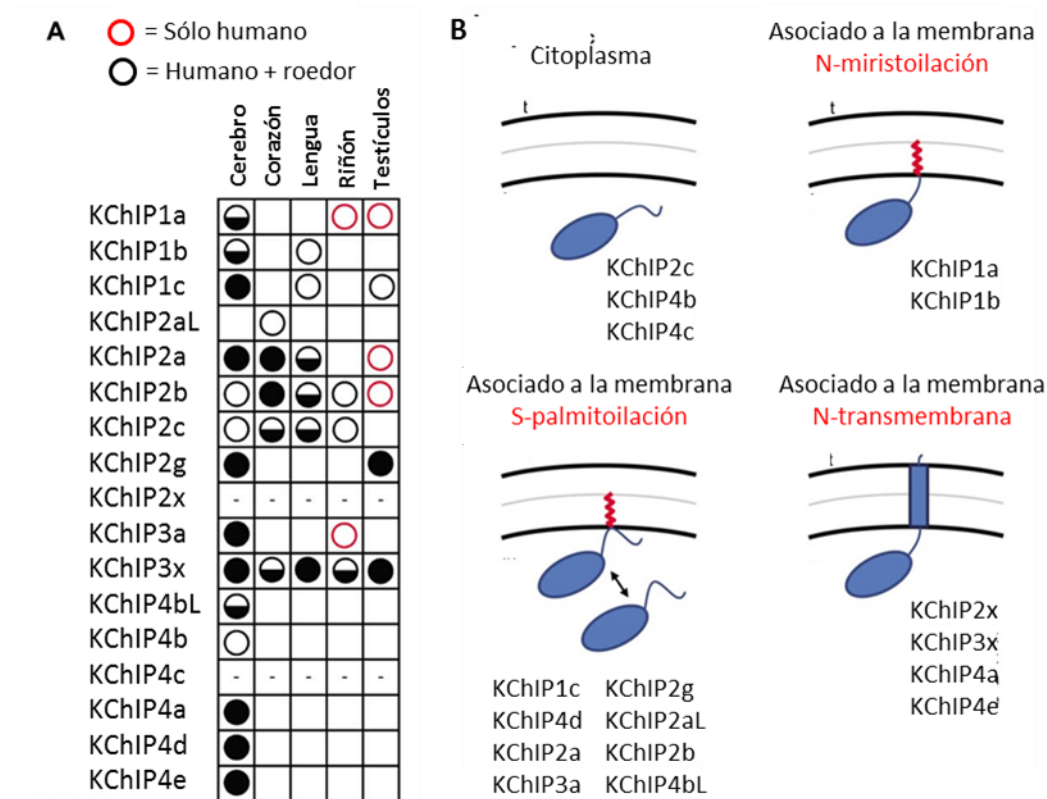 A
= Sólo humano
= Humano + roedor
Cerebro
Corazón
Lengua
Riñón
Testículos
KChIP1a
KChIP1b
KChIP1c
KChIP2aL
KChIP2a
KChIP2b
KChIP2c
KChIP2g
KChIP2x - - - - -
KChIP3a
KChIP3x
KChIP4bL
KChIP4b
KChIP4c - - - - -
KChIP4a
KChIP4d
KChIP4e
B
Citoplasma
t
KChIP2c
KChIP4b
KChIP4c
Asociado a la membrana
N-miristoilación
t
KChIP1a
KChIP1b
Asociado a la membrana
S-palmitoilación
KChIP1c KChIP2g
KChIP4d KChIP2aL
KChIP2a KChIP2b
KChIP3a KChIP4bL
Asociado a la membrana
N-transmembrana
t
KChIP2x
KChIP3x
KChIP4a
KChIP4e